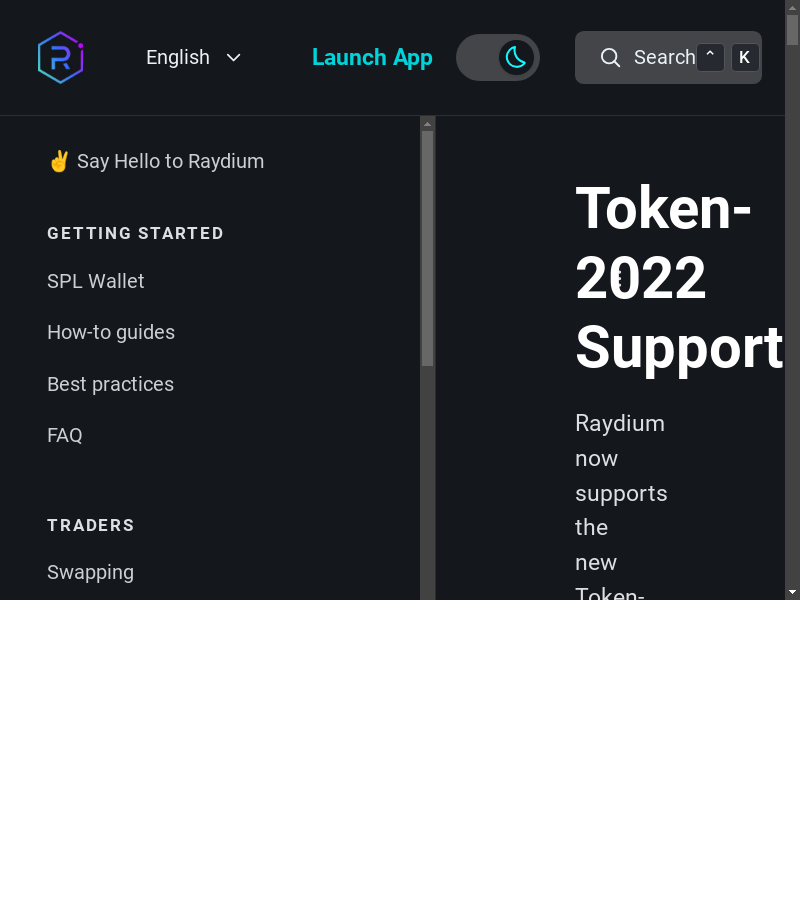 English
Launch App
Search ⌃ K
✌️ Say Hello to Raydium
GETTING STARTED
SPL Wallet
How-to guides
Best practices
FAQ
TRADERS
Swapping
Token-
2022
Support
Raydium
now
supports
the
new
Token-